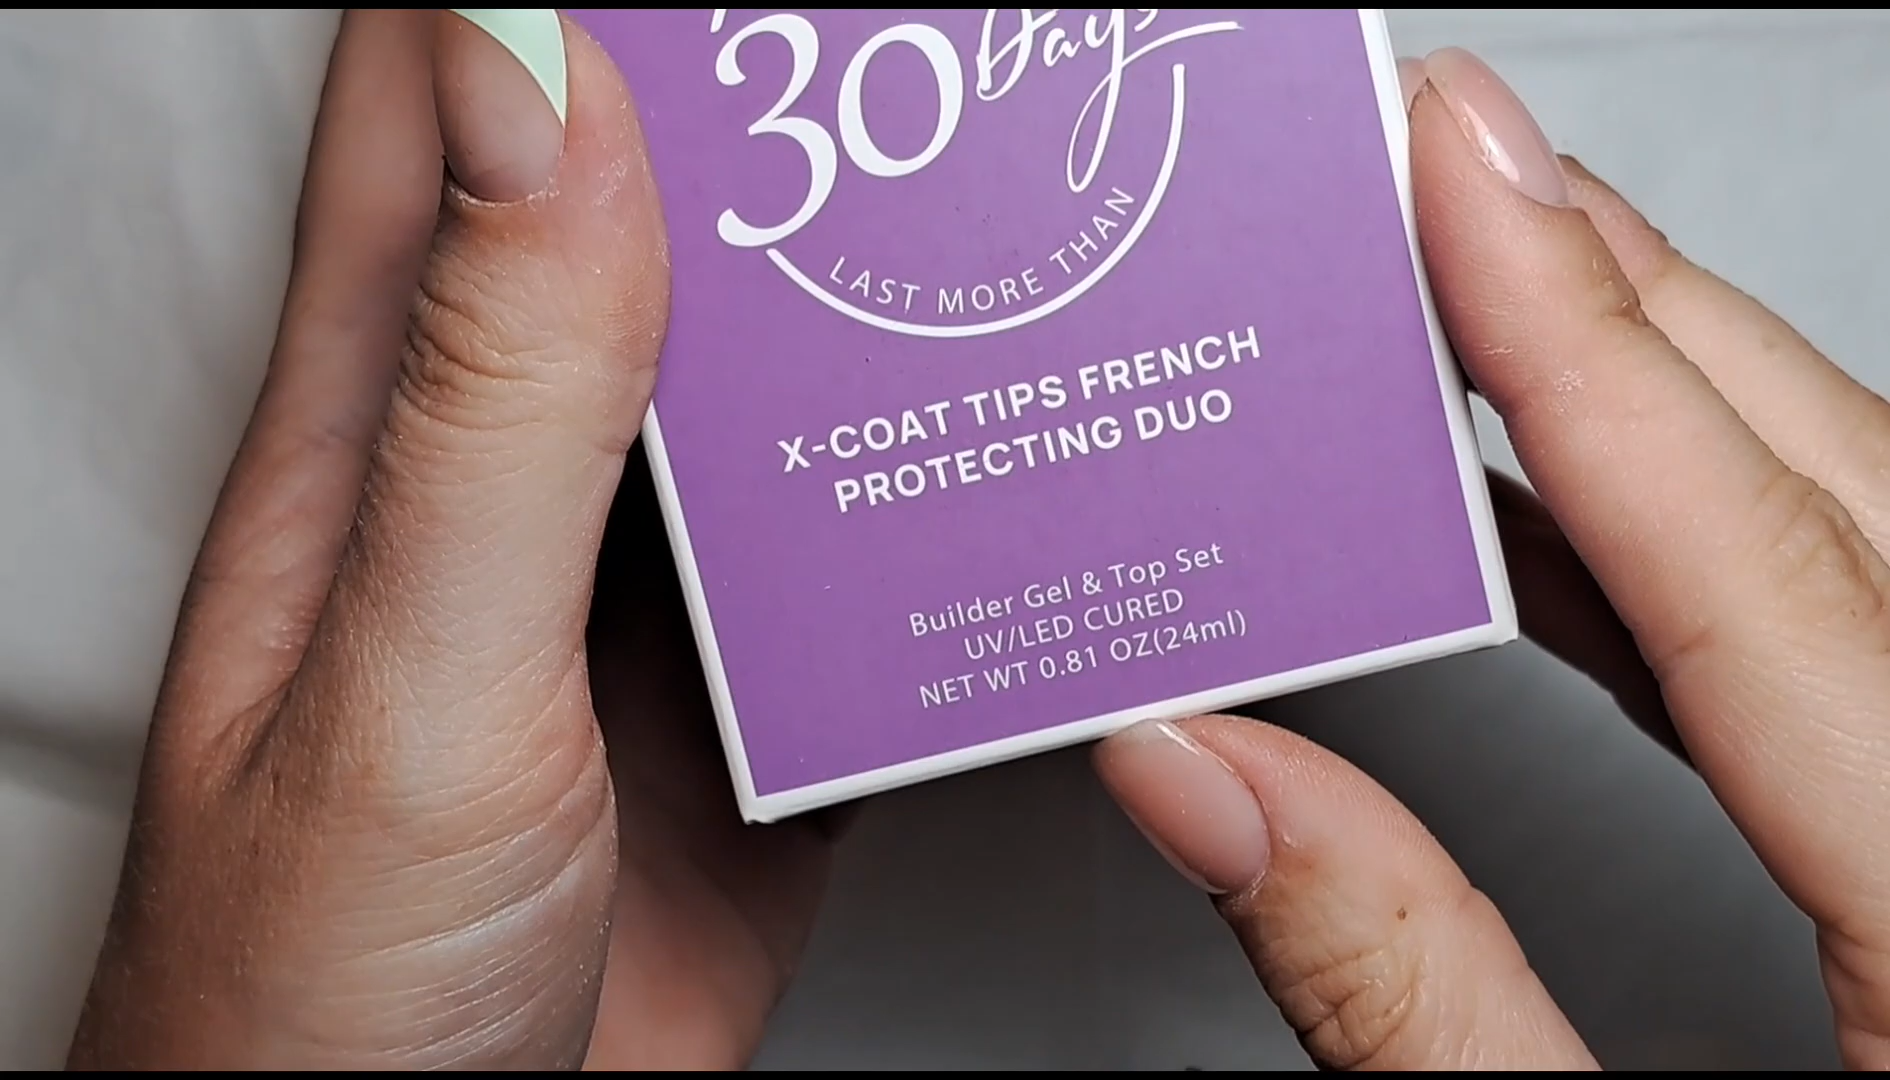 30 Days
LAST MORE THAN
X-COAT TIPS FRENCH
PROTECTING DUO
Builder Gel & Top Set
UV/LED CURED
NET WT 0.81 OZ(24ml)